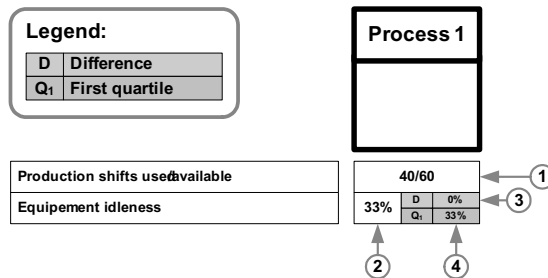 Legend:
D Difference
Q1 First quartile
Process 1
Production shifts used/available 40/60 1
Equipement idleness 33% D 0% 3
Q1 33%
2 4